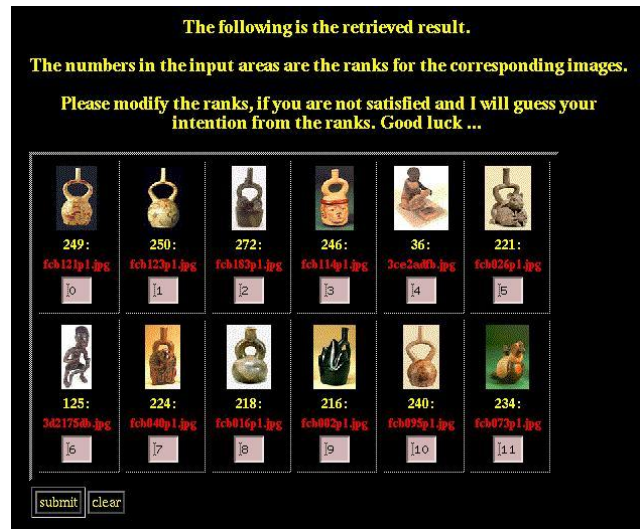 The following is the retrieved result.
The numbers in the input areas are the ranks for the corresponding images.
Please modify the ranks, if you are not satisfied and I will guess your
intention from the ranks. Good luck ...
249: 250: 272: 246: 36: 221:
fcb121p1.jpg fcb123p1.jpg fcb183p1.jpg fcb114p1.jpg 3ce2adfb.jpg fcb026p1.jpg
0 1 2 3 4 5
125: 224: 218: 216: 240: 234:
3d2175db.jpg fcb040p1.jpg fcb016p1.jpg fcb002p1.jpg fcb095p1.jpg fcb073p1.jpg
6 7 8 9 10 11
submit clear